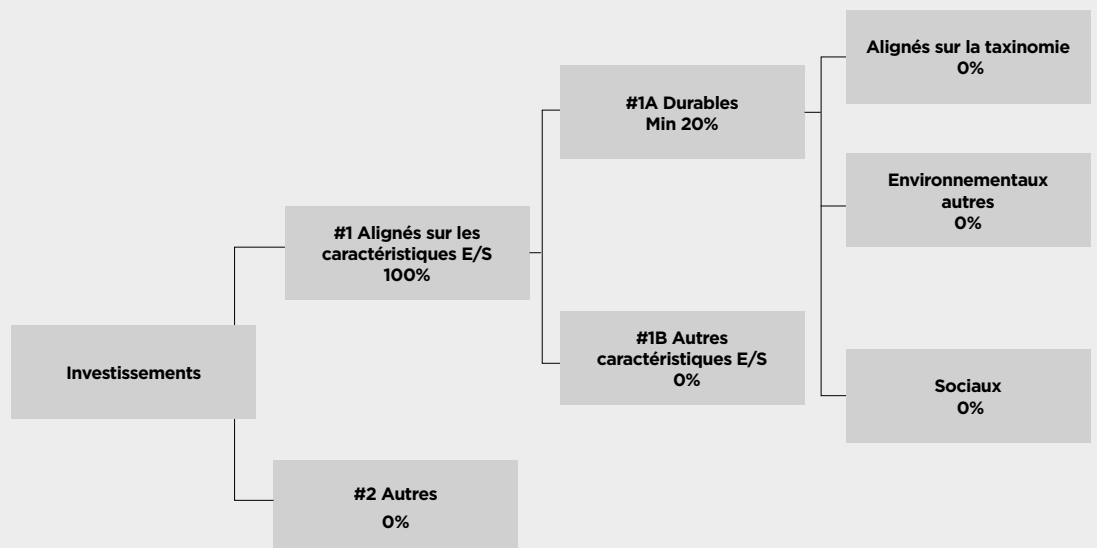 Investissements
#1 Alignés sur les
caractéristiques E/S
100%
#2 Autres
0%
#1A Durables
Min 20%
#1B Autres
caractéristiques E/S
0%
Alignés sur la taxinomie
0%
Environnementaux
autres
0%
Sociaux
0%